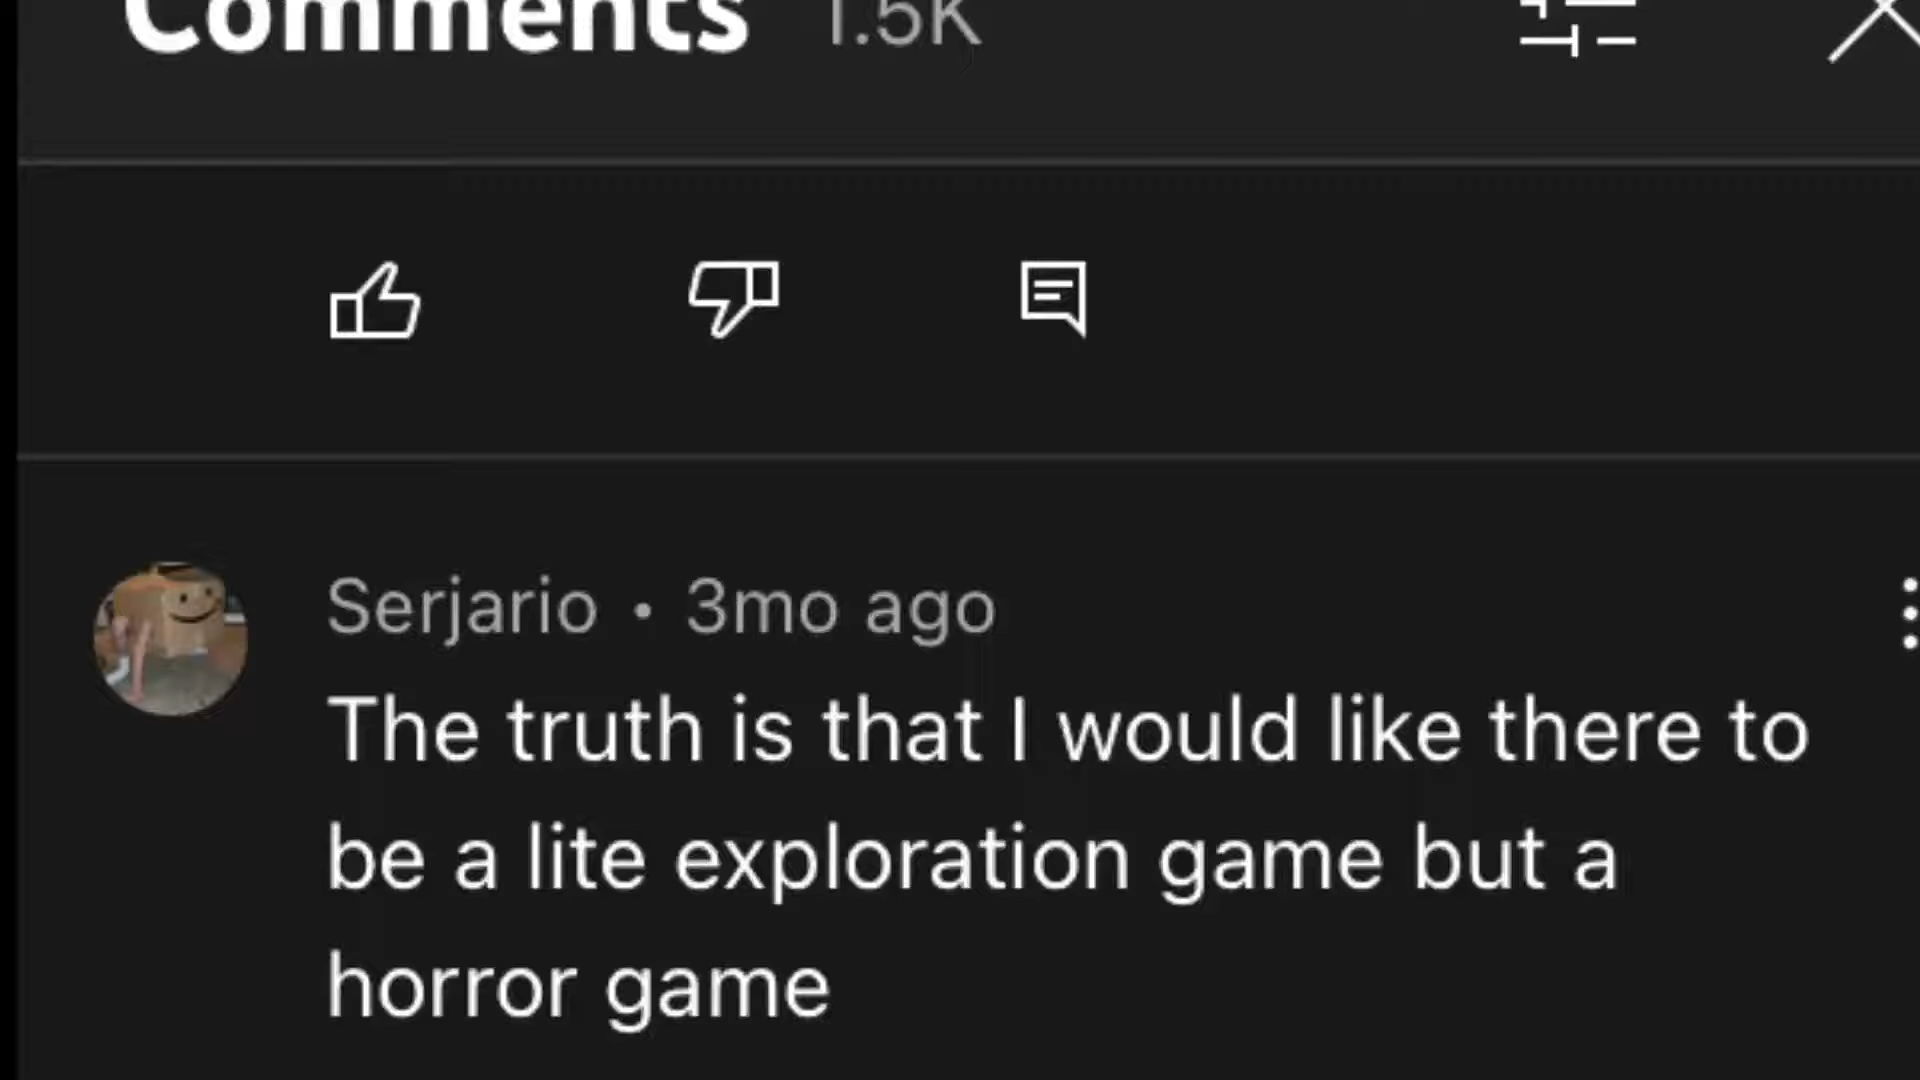 Comments 1.5K
Serjario • 3mo ago
The truth is that I would like there to
be a lite exploration game but a
horror game